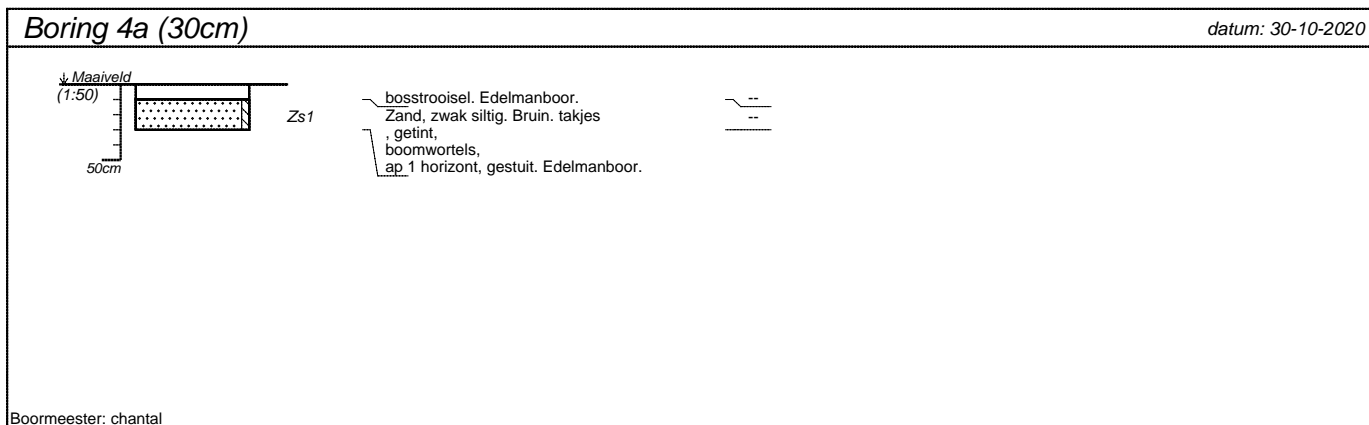 Boring 4a (30cm)
datum: 30-10-2020
Maaiveld
(1:50)
50cm
Zs1
bosstrooisel. Edelmanboor.
Zand, zwak siltig. Bruin. takjes
, getint,
boomwortels,
ap 1 horizont, gestuit. Edelmanboor.
--
--
Boormeester: chantal